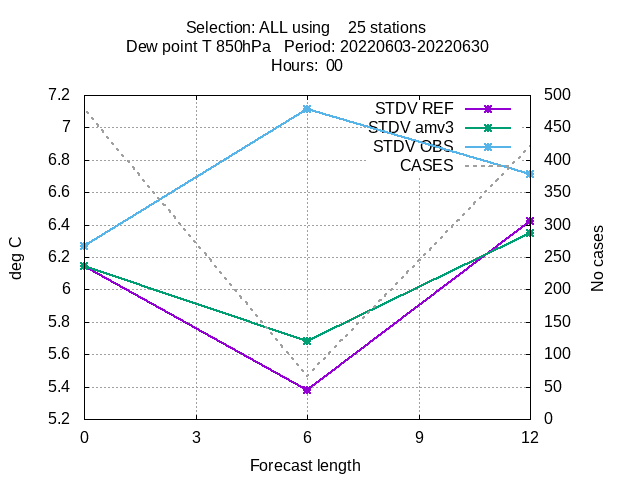 Selection: ALL using    25 stations
Dew point T 850hPa   Period: 20220603-20220630
Hours:  00
STDV REF
STDV amv3
STDV OBS
CASES
deg C
7.2
7
6.8
6.6
6.4
6.2
6
5.8
5.6
5.4
5.2
500
450
400
350
300
250
200
150
100
50
0
No cases
0 3 6 9 12
Forecast length